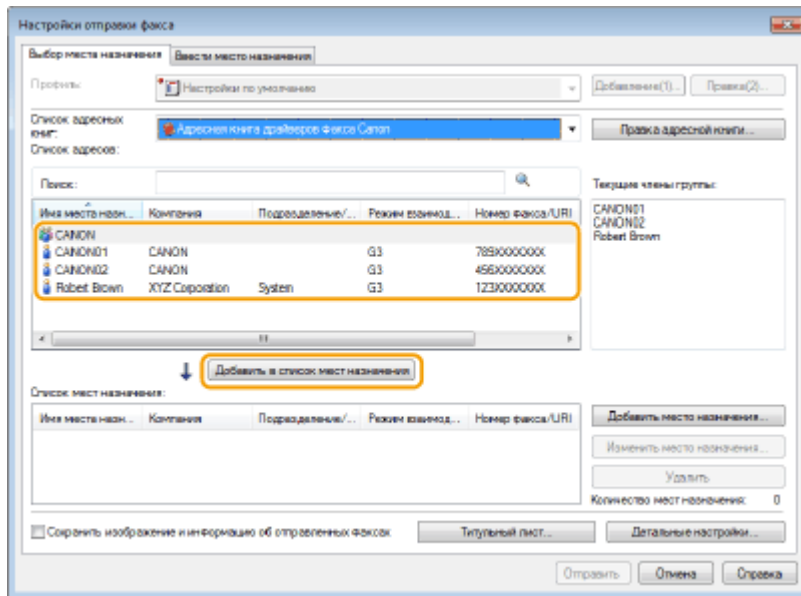 Настройки отправки факса
Выбор места назначения Ввести место назначения
Профиль: Настройки по умолчанию Добавление(1)... Правка(2)...
Список адресных книг: Адресная книга драйверов факса Canon Правка адресной книги...
Список адресов:
Поиск: Текущие члены группы:
Имя места назн... Компания Подразделение/... Режим взаимод... Номер факса/URI
CANON
CANON01 CANON G3 789XXXXXXX
CANON02 CANON G3 456XXXXXXX
Robert Brown XYZ Corporation System G3 123XXXXXXX
CANON01
CANON02
Robert Brown
Добавить в список мест назначения
Список мест назначения:
Имя места назн... Компания Подразделение/... Режим взаимод... Номер факса/URI
Добавить место назначения...
Изменить место назначения...
Удалить
Количество мест назначения: 0
Сохранить изображение и информацию об отправленных факсах Титульный лист... Детальные настройки...
Отправить Отмена Справка